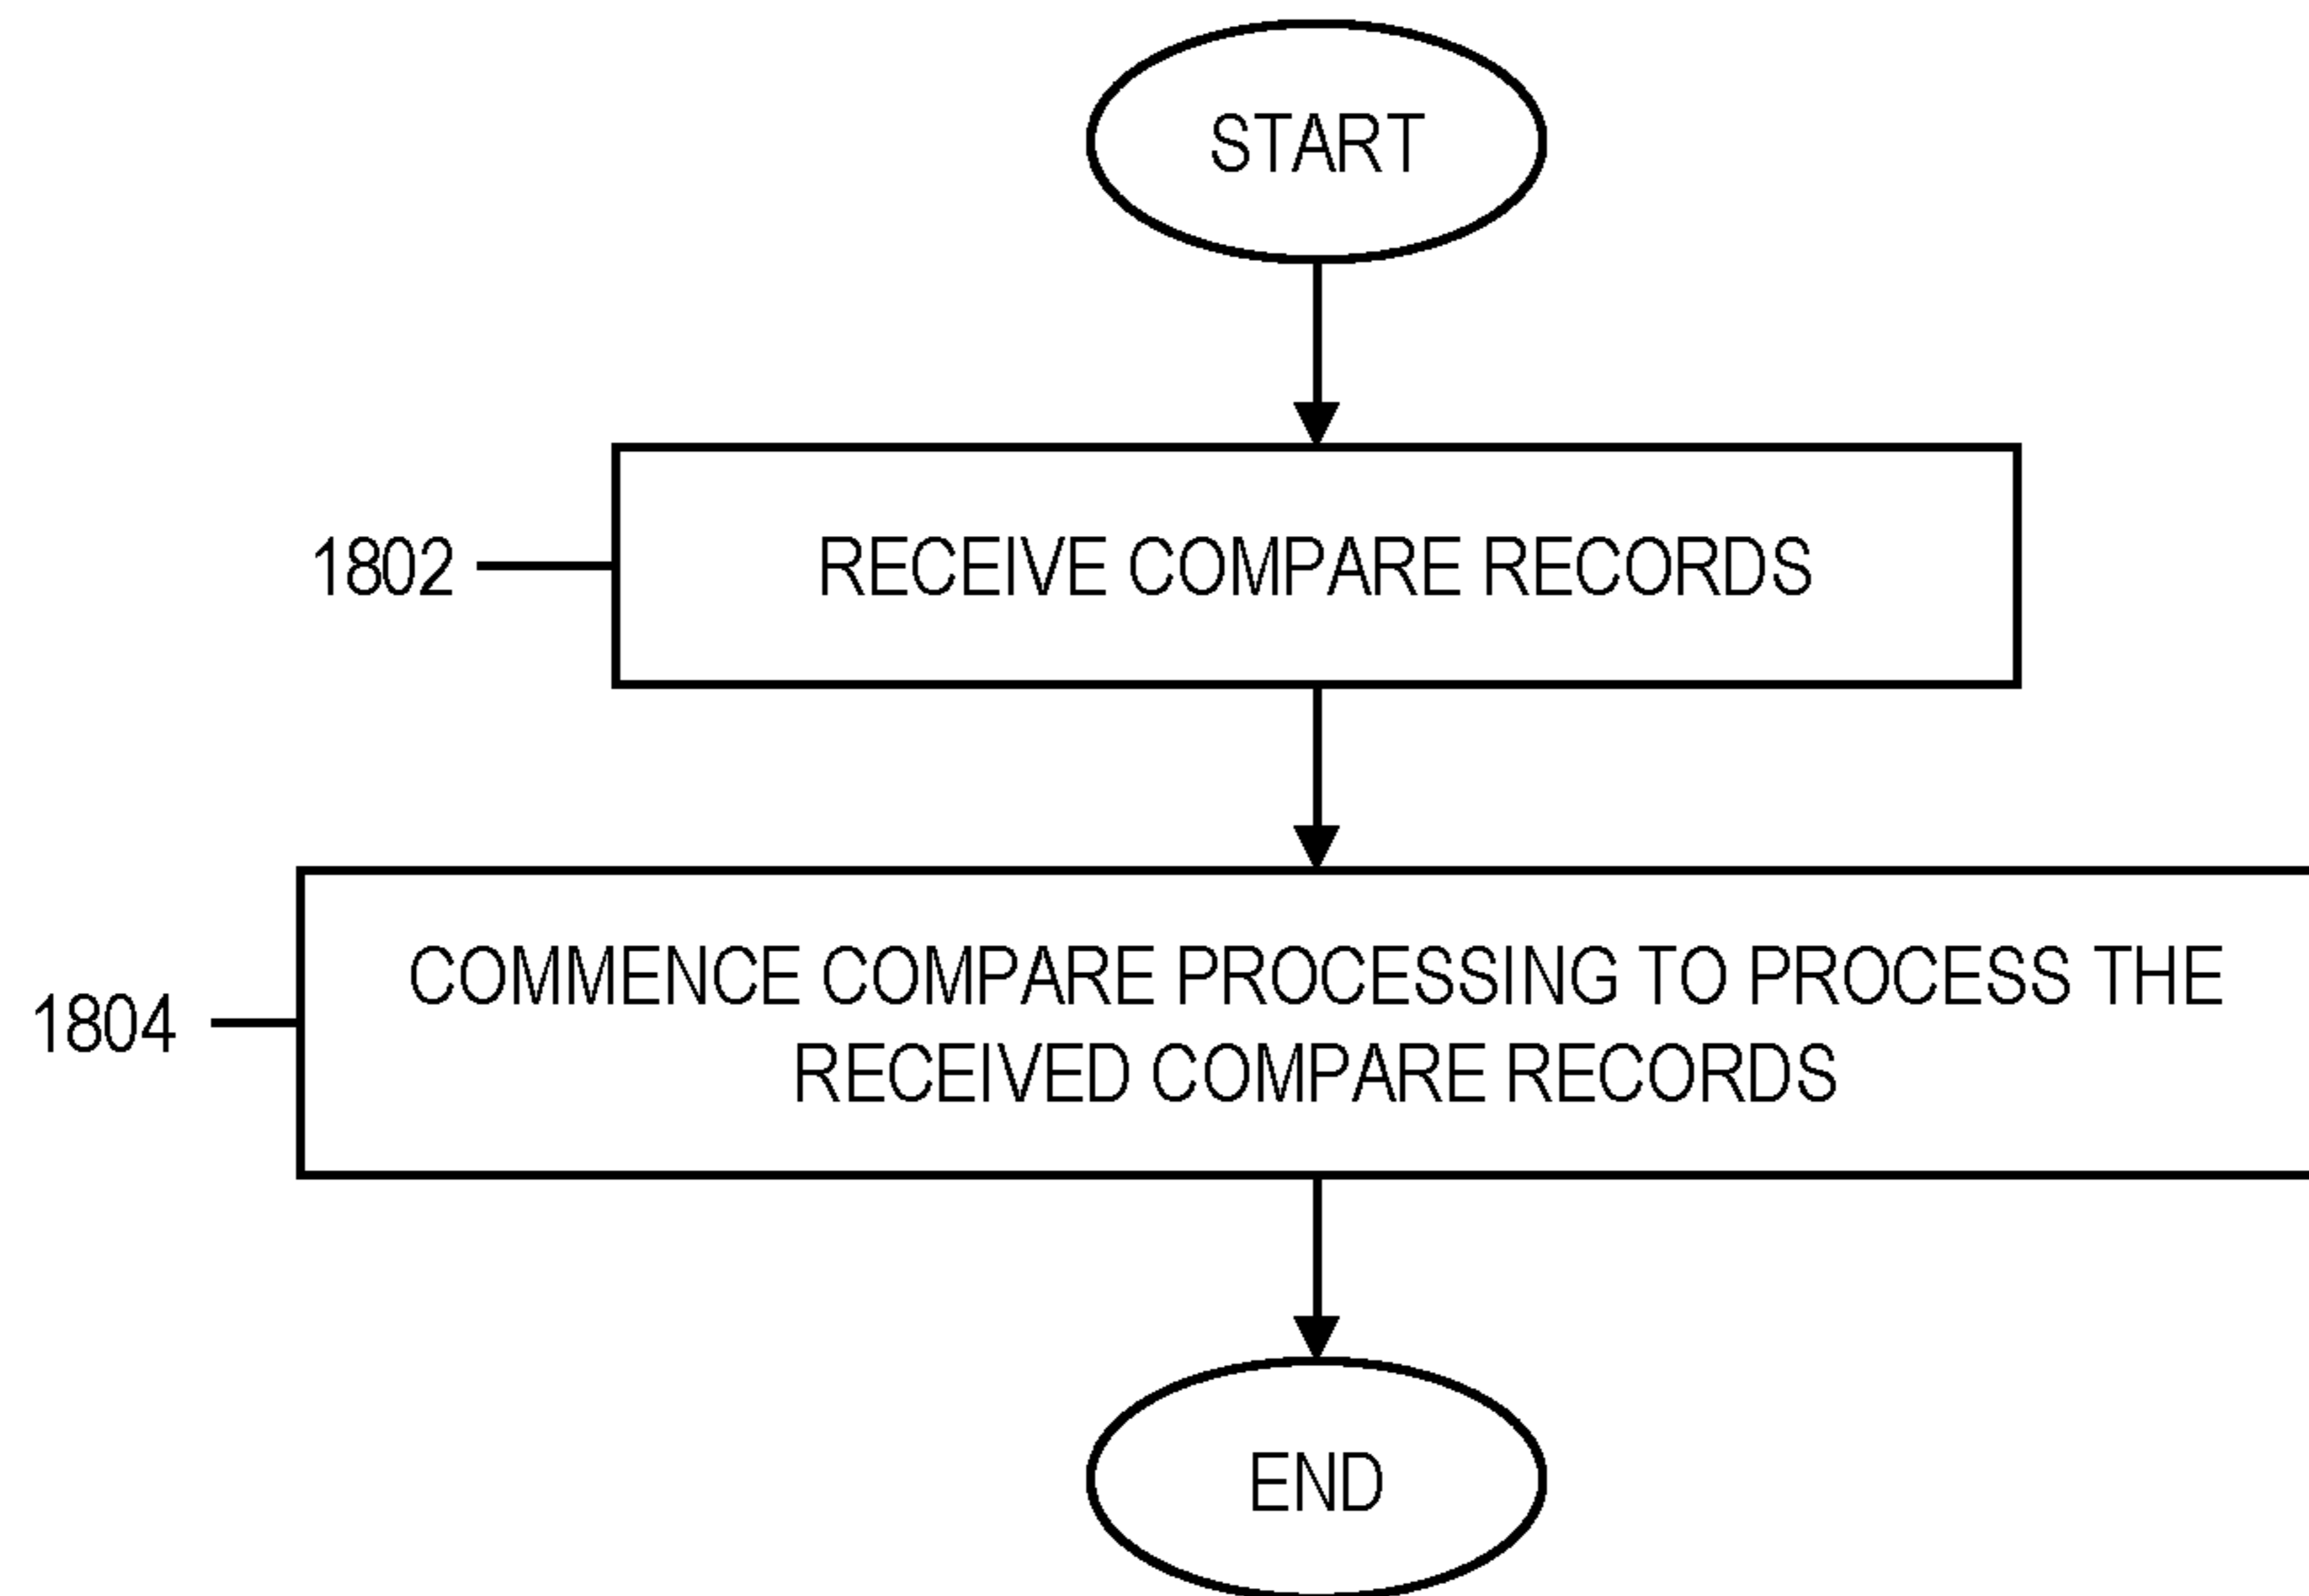 START
1802
RECEIVE COMPARE RECORDS
1804
COMMENCE COMPARE PROCESSING TO PROCESS THE
RECEIVED COMPARE RECORDS
END